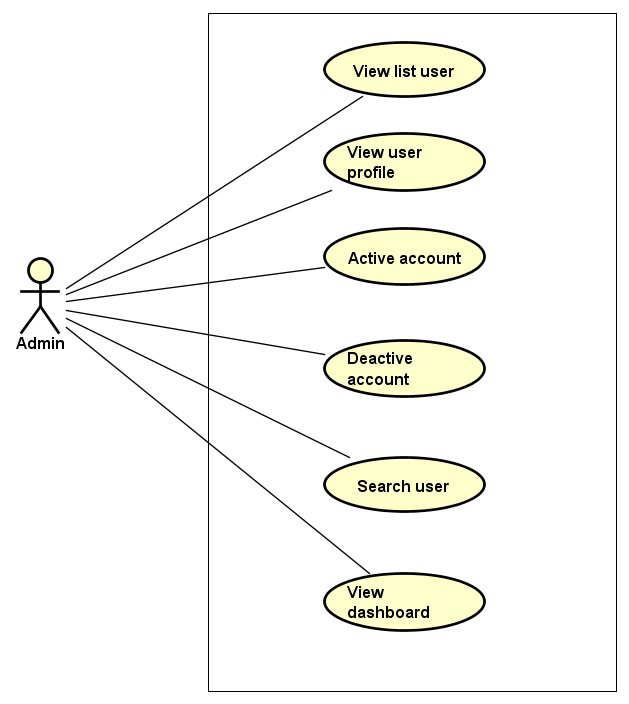 View list user
View user
profile
Active account
Admin
Deactive
account
Search user
View
dashboard